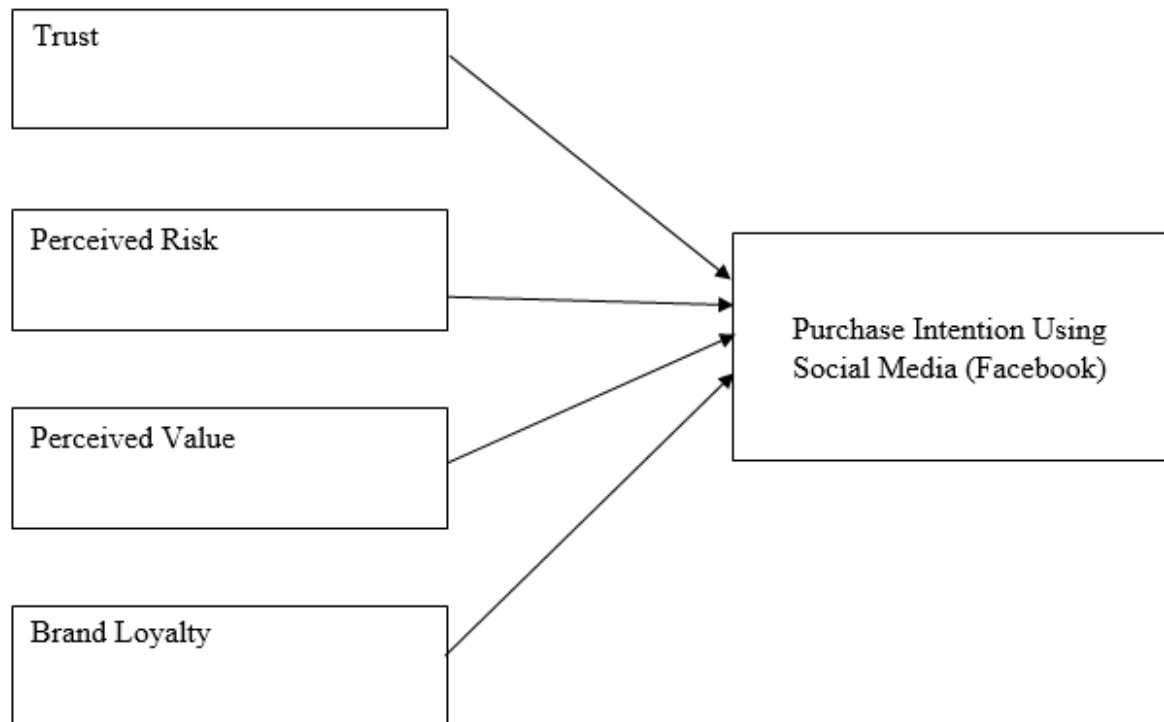 Trust
Perceived Risk
Purchase Intention Using
Social Media (Facebook)
Perceived Value
Brand Loyalty